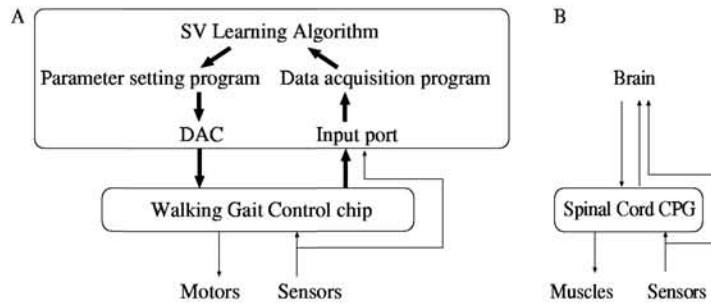 A
SV Learning Algorithm
Parameter setting program
Data acquisition program
DAC
Input port
Walking Gait Control chip
Motors
Sensors
B
Brain
Spinal Cord CPG
Muscles
Sensors